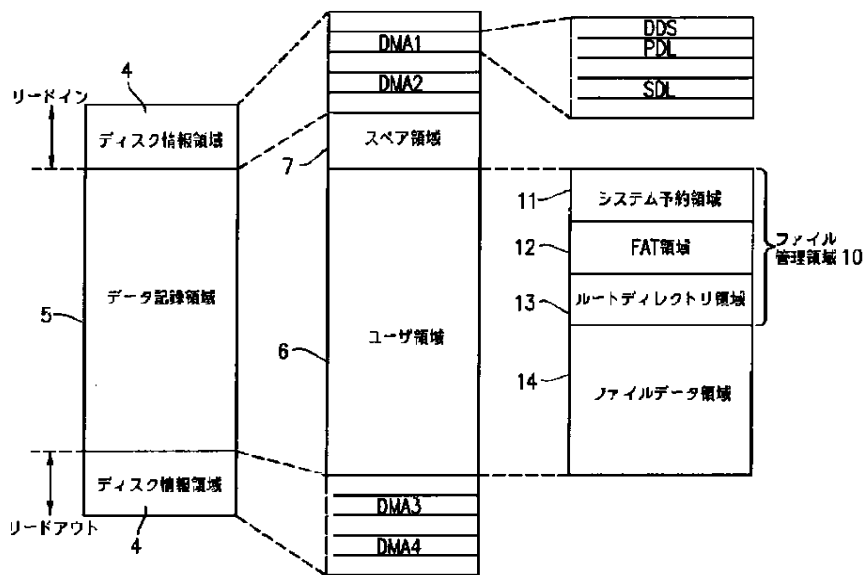 リードイン
4
ディスク情報領域
5
データ記録領域
ディスク情報領域
4
リードアウト
DMA1
DMA2
7
スペア領域
6
ユーザ領域
DMA3
DMA4
DDS
PDL
SDL
11
システム予約領域
12
FAT領域
13
ルートディレクトリ領域
ファイル
管理領域 10
14
ファイルデータ領域